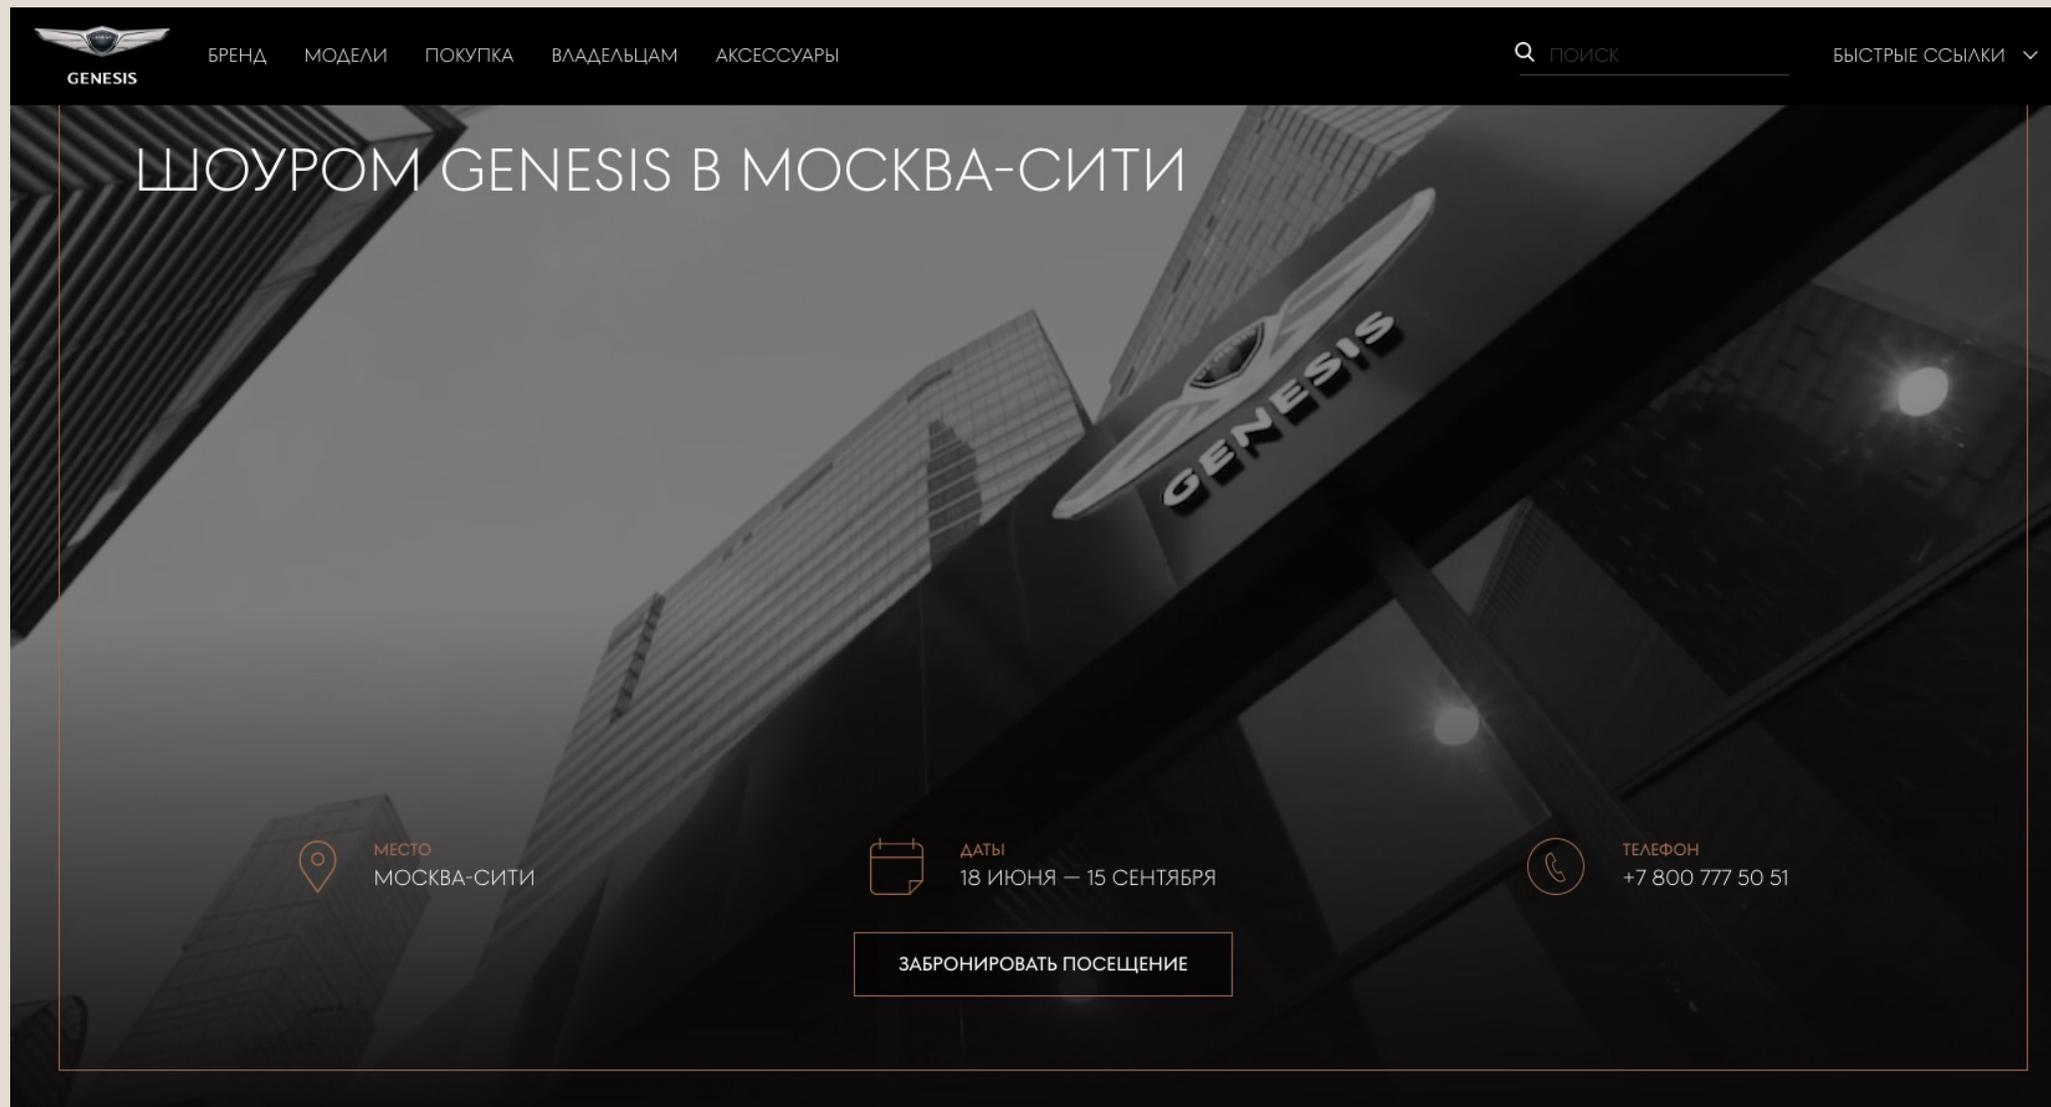 GENESIS
БРЕНД МОДЕЛИ ПОКУПКА ВЛАДЕЛЬЦАМ АКСЕССУАРЫ ПОИСК БЫСТРЫЕ ССЫЛКИ
ШОУРОМ GENESIS В МОСКВА-СИТИ
GENESIS
МЕСТО
МОСКВА-СИТИ
ДАТЫ
18 ИЮНЯ — 15 СЕНТЯБРЯ
ТЕЛЕФОН
+7 800 777 50 51
ЗАБРОНИРОВАТЬ ПОСЕЩЕНИЕ